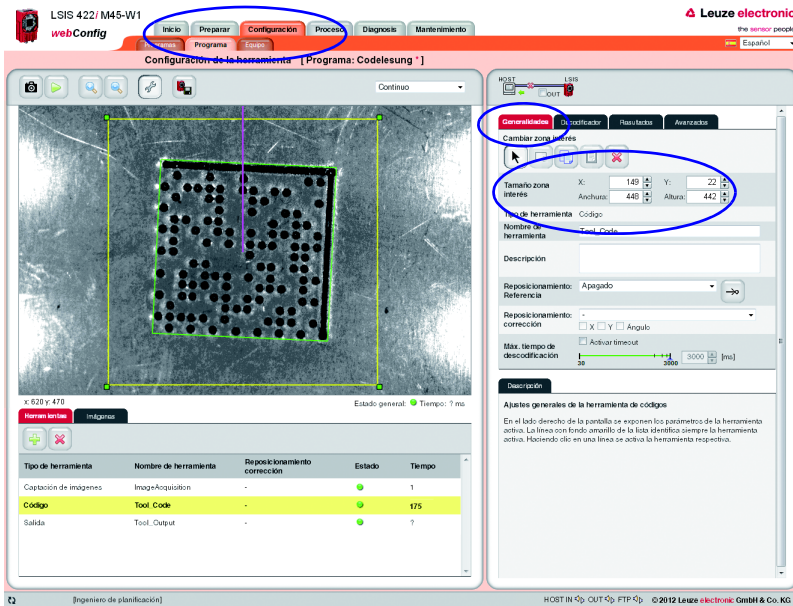 LSIS 422i M45-W1
webConfig
Leuze electronic
the sensor people
Inicio Preparar Configuración Proceso Diagnosis Mantenimiento
Programas Programa Equipo
Español
Configuración de la herramienta [ Programa: Codelesung * ]
Continuo
HOST LSIS
OUT
Generalidades Decodificador Resultados Avanzados
Cambiar zona interés
Tamaño zona interés
X: 149 Y: 22
Anchura: 448 Altura: 442
Tipo de herramienta Código
Nombre de herramienta Tool_Code
Descripción
Reposicionamiento: Referencia Apagado
Reposicionamiento: corrección -
X Y Angulo
Máx. tiempo de descodificación Activar timeout
30 3000 3000 [ms]
x: 620 y: 470
Estado general: Tiempo: ? ms
Herramientas Imágenes
Tipo de herramienta Nombre de herramienta Reposicionamiento corrección Estado Tiempo
Captación de imágenes ImageAcquisition - 1
Código Tool_Code - 175
Salida Tool_Output - ?
Descripción
Ajustes generales de la herramienta de códigos
En el lado derecho de la pantalla se exponen los parámetros de la herramienta
activa. La línea con fondo amarillo de la lista identifica siempre la herramienta
activa. Haciendo clic en una línea se activa la herramienta respectiva.
[Ingeniero de planificación]
HOST IN OUT FTP © 2012 Leuze electronic GmbH & Co. KG